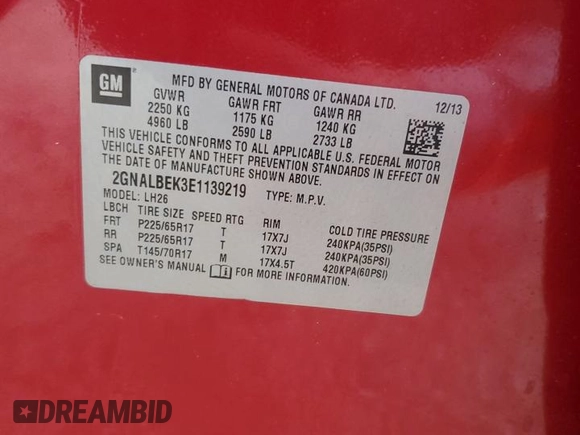 GM
MFD BY GENERAL MOTORS OF CANADA LTD.
12/13
GVWR GAWR FRT GAWR RR
2250 KG 1175 KG 1240 KG
4960 LB 2590 LB 2733 LB
THIS VEHICLE CONFORMS TO ALL APPLICABLE U.S. FEDERAL MOTOR
VEHICLE SAFETY AND THEFT PREVENTION STANDARDS IN EFFECT ON
THE DATE OF MANUFACTURE SHOWN ABOVE.
2GNALBEK3E1139219 TYPE: M.P.V.
MODEL: LH26
LBCH TIRE SIZE SPEED RTG RIM COLD TIRE PRESSURE
FRT P225/65R17 T 17X7J 240KPA(35PSI)
RR P225/65R17 T 17X7J 240KPA(35PSI)
SPA T145/70R17 M 17X4.5T 420KPA(60PSI)
SEE OWNER'S MANUAL FOR MORE INFORMATION.
DREAMBID